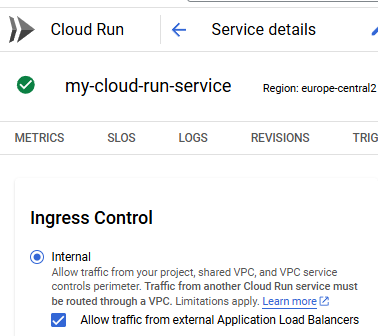 Cloud Run
Service details
my-cloud-run-service
Region: europe-central2
METRICS SLOS LOGS REVISIONS TRIG
Ingress Control
Internal
Allow traffic from your project, shared VPC, and VPC service
controls perimeter. Traffic from another Cloud Run service must
be routed through a VPC. Limitations apply. Learn more
Allow traffic from external Application Load Balancers